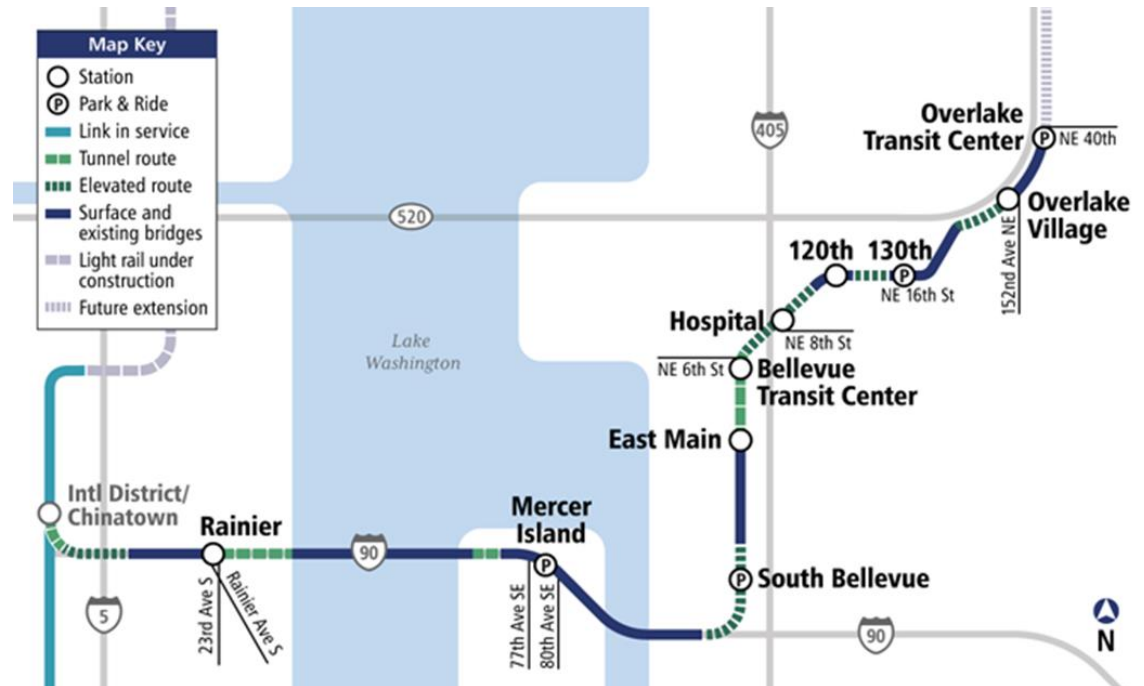 Map Key
Station
P Park & Ride
Link in service
Tunnel route
Elevated route
Surface and
existing bridges
Light rail under
construction
Future extension
405
Overlake
Transit Center
P
NE 40th
520
Overlake
Village
152nd Ave NE
120th
130th
P
NE 16th St
Hospital
NE 8th St
Lake
Washington
NE 6th St
Bellevue
Transit Center
East Main
Intl District/
Chinatown
Rainier
23rd Ave S
Rainier Ave S
5
90
Mercer
Island
P
77th Ave SE
80th Ave SE
P
South Bellevue
90
N